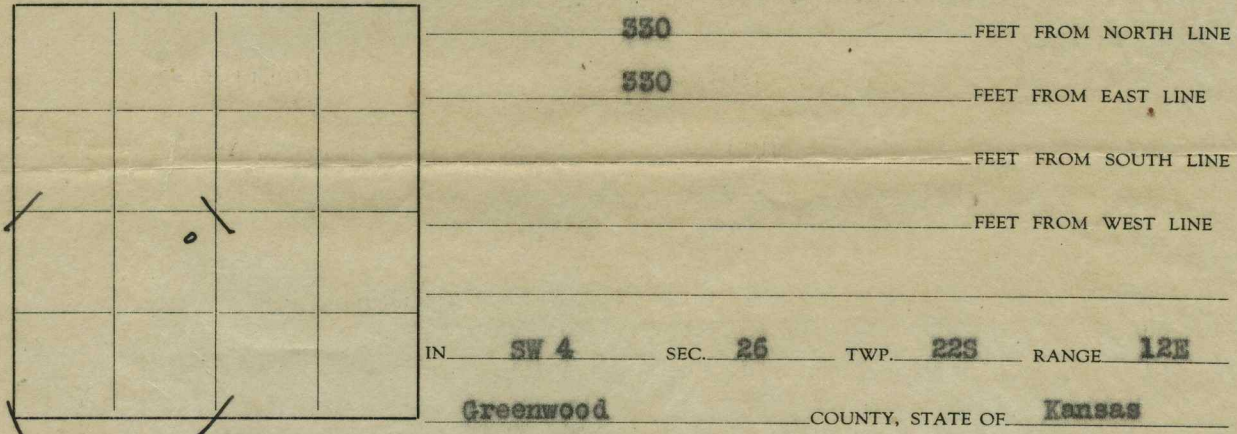 330 FEET FROM NORTH LINE
330 FEET FROM EAST LINE
FEET FROM SOUTH LINE
FEET FROM WEST LINE
IN SW 4 SEC. 26 TWP. 22S RANGE 12E
Greenwood COUNTY, STATE OF Kansas